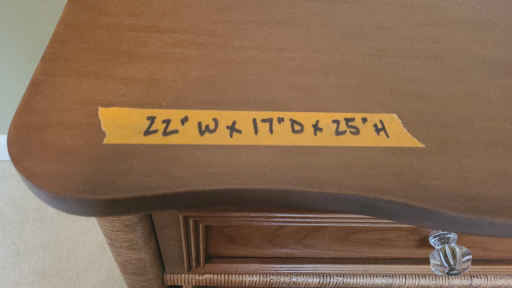 22" W x 17" D x 25" H